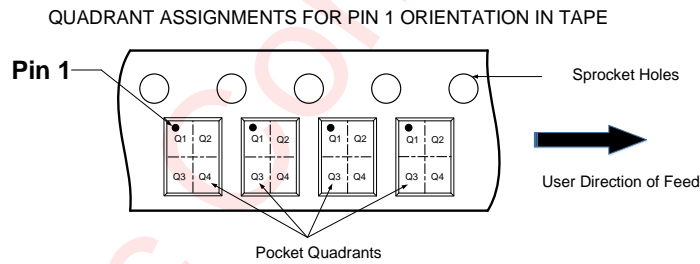 QUADRANT ASSIGNMENTS FOR PIN 1 ORIENTATION IN TAPE
Pin 1
Sprocket Holes
Q1 Q2 Q1 Q2 Q1 Q2 Q1 Q2
Q3 Q4 Q3 Q4 Q3 Q4 Q3 Q4
User Direction of Feed
Pocket Quadrants